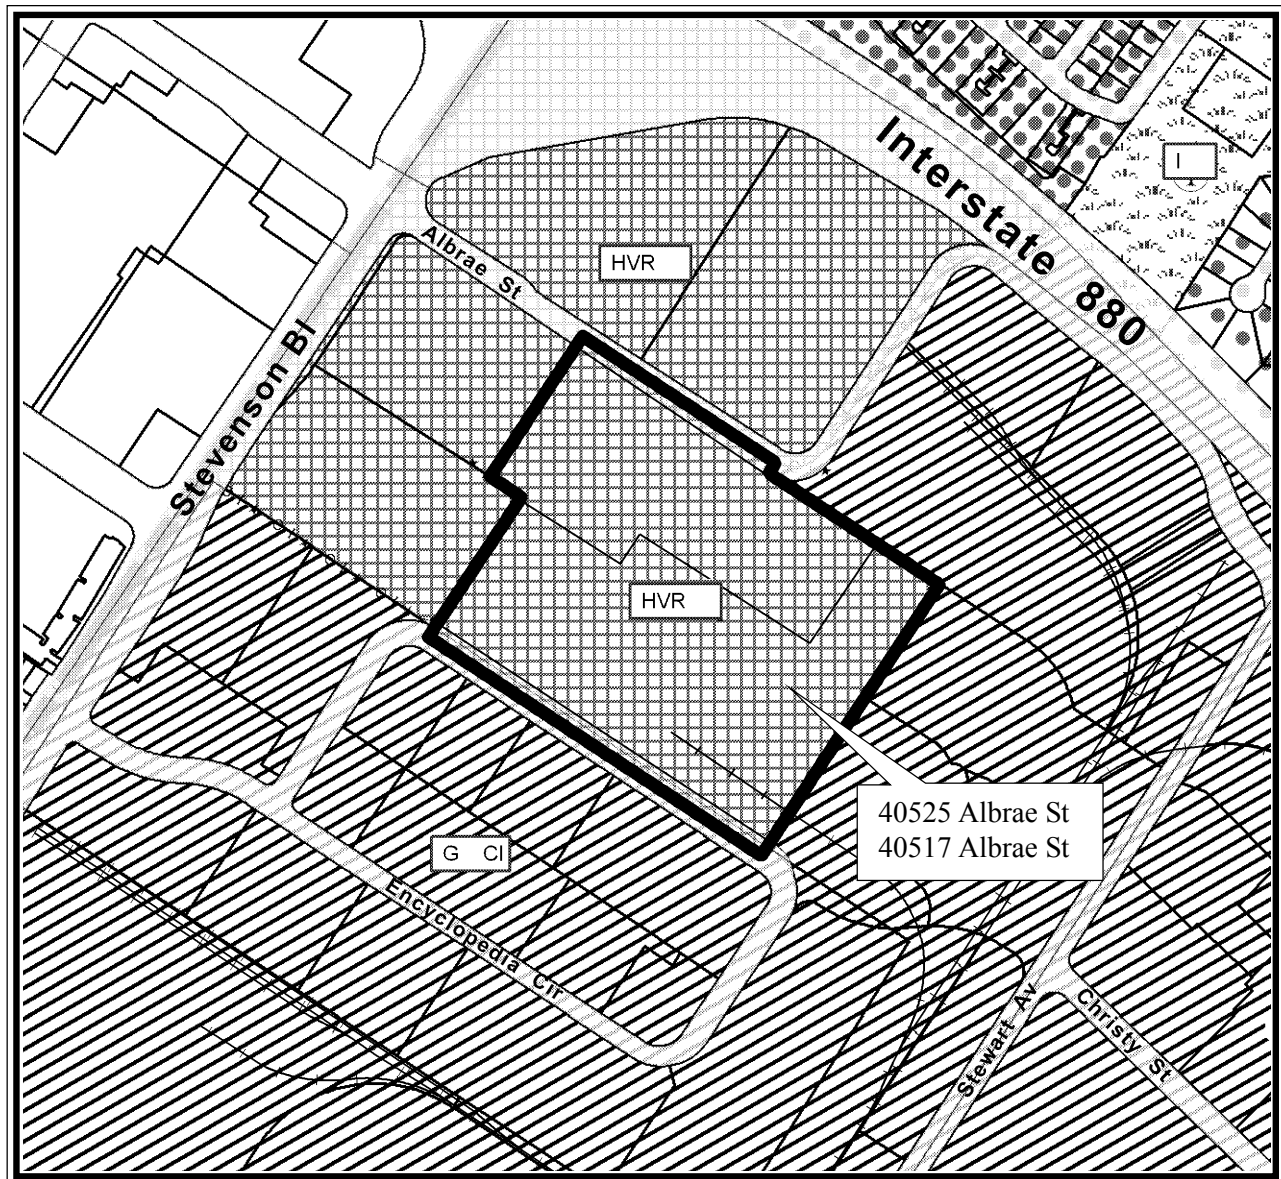 Interstate 880
I
Albrae St
HVR
Stevenson Bl
HVR
40525 Albrae St
40517 Albrae St
G CI
Encyclopedia Cir
Stewart Av
Christy St